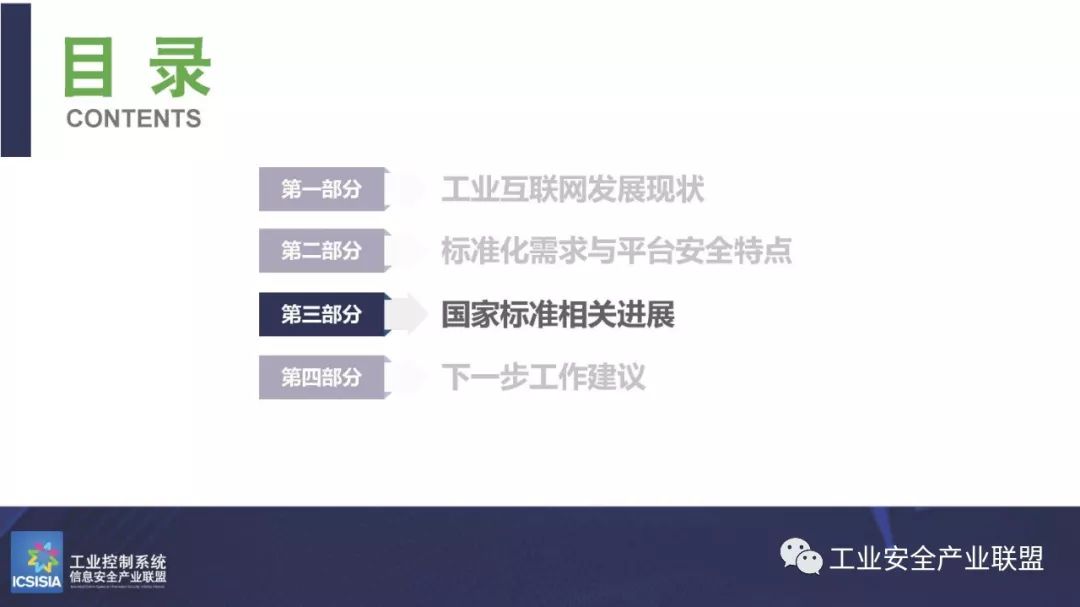 目 录
CONTENTS
第一部分 工业互联网发展现状
第二部分 标准化需求与平台安全特点
第三部分 国家标准相关进展
第四部分 下一步工作建议
ICSISIA
工业控制系统
信息安全产业联盟
工业安全产业联盟